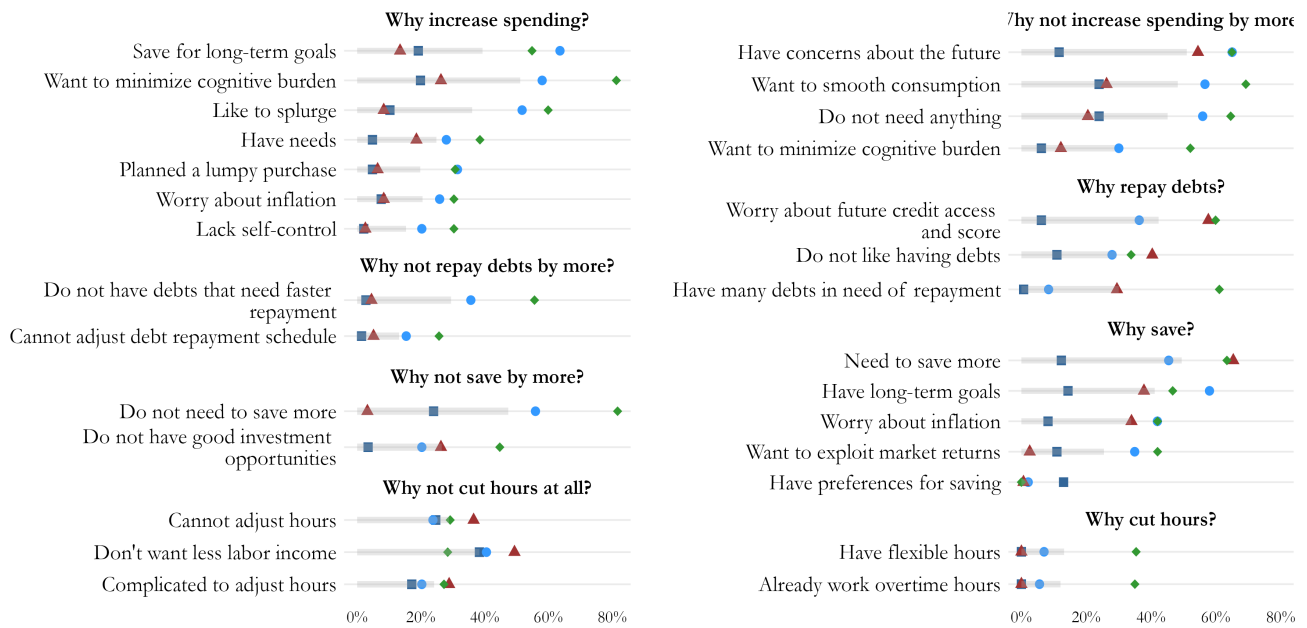 Why increase spending?
Save for long-term goals
Want to minimize cognitive burden
Like to splurge
Have needs
Planned a lumpy purchase
Worry about inflation
Lack self-control
Why not repay debts by more?
Do not have debts that need faster
repayment
Cannot adjust debt repayment schedule
Why not save by more?
Do not need to save more
Do not have good investment
opportunities
Why not cut hours at all?
Cannot adjust hours
Don't want less labor income
Complicated to adjust hours
0% 20% 40% 60% 80%
Why not increase spending by more
Have concerns about the future
Want to smooth consumption
Do not need anything
Want to minimize cognitive burden
Why repay debts?
Worry about future credit access
and score
Do not like having debts
Have many debts in need of repayment
Why save?
Need to save more
Have long-term goals
Worry about inflation
Want to exploit market returns
Have preferences for saving
Why cut hours?
Have flexible hours
Already work overtime hours
0% 20% 40% 60% 80%